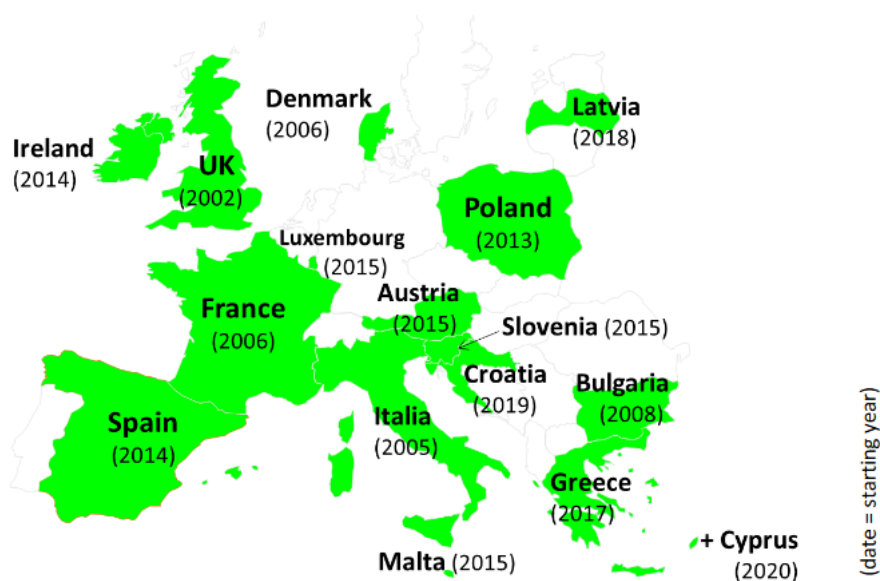 Denmark
(2006)
Latvia
(2018)
Ireland
(2014)
UK
(2002)
Poland
(2013)
Luxembourg
(2015)
Austria
(2015)
France
(2006)
Slovenia (2015)
Croatia
(2019)
Bulgaria
(2008)
Spain
(2014)
Italia
(2005)
Greece
(2017)
Malta (2015)
+ Cyprus
(2020)
(date = starting year)